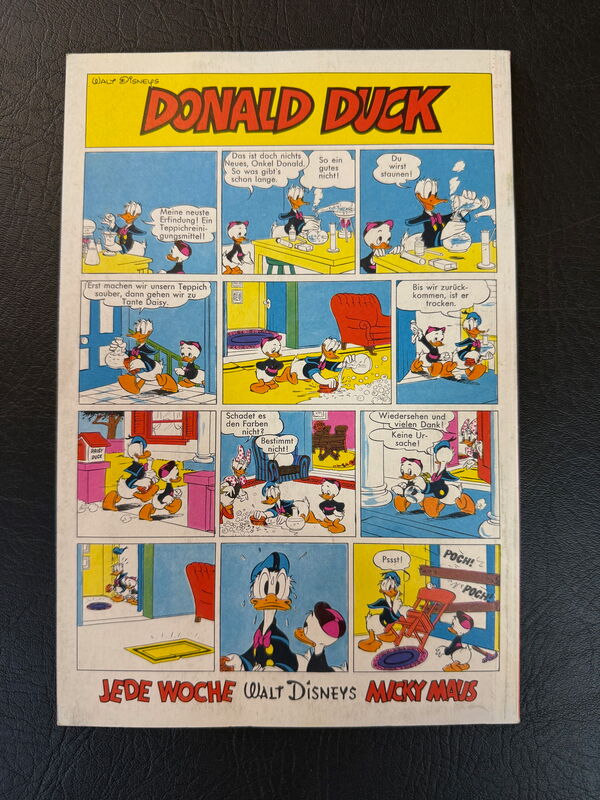 WALT DISNEYS
DONALD DUCK
Meine neuste
Erfindung! Ein
Teppichreini-
gungsmittel!
Das ist doch nichts
Neues, Onkel Donald.
So was gibt's
schon lange.
So ein
gutes
nicht!
Du
wirst
staunen!
Erst machen wir unsern Teppich
sauber, dann gehen wir zu
Tante Daisy.
Bis wir zurück-
kommen, ist er
trocken.
DAISY
DUCK
Schadet es
den Farben
nicht?
Bestimmt
nicht!
Wiedersehen und
vielen Dank!
Keine Ur-
sache!
Pssst!
POCH!
POCH!
JEDE WOCHE WALT DISNEYS MICKY MAUS